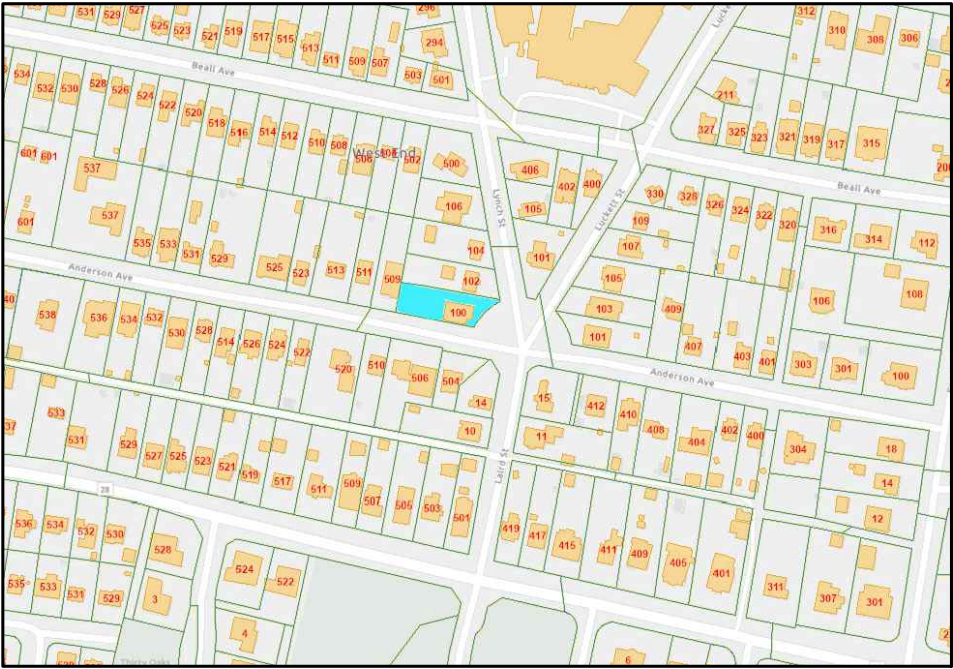 531 529 527 525 523 521 519 517 515 513 511 509 507 503 501
296
294
312 310 308 306
Beall Ave
Lucke
534 532 530 528 526 524 522 520 518 516 514 512 510 508 506 502 500
West End
211
327 325 323 321 319 317 315
601 601 537
406 402 400
Beall Ave
106
105
Lynch St
Luckett St
330 328 326 324 322 320
601 537
104
109
316 314 112
535 533 531 529 525 523 513 511 509
102
101
107
105
Anderson Ave
100
103
409
106
108
40 538 536 534 532 530 528 514 526 524 522 520 510 506 504
101
407 403 401
303 301 100
14
Anderson Ave
533
10
15
412 410 408 404 402 400
11
304 18
37 531 529 527 525 523 521 519 517 511 509 507 505 503 501
Laird St
14
28
12
419 417 415 411 409 405 401
536 534 532 530 528
524 522
535 533 531 529 3
311 307 301
4
6
Thirty Oaks